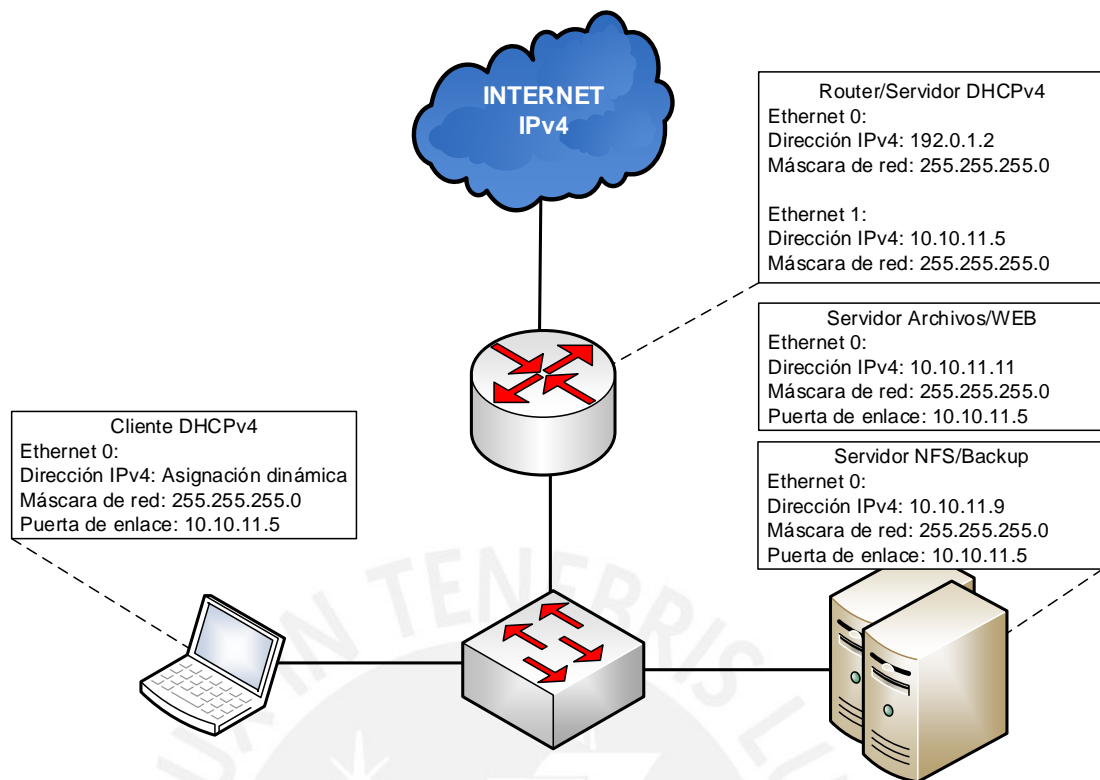 INTERNET
IPv4
Router/Servidor DHCPv4
Ethernet 0:
Dirección IPv4: 192.0.1.2
Máscara de red: 255.255.255.0
Ethernet 1:
Dirección IPv4: 10.10.11.5
Máscara de red: 255.255.255.0
Servidor Archivos/WEB
Ethernet 0:
Dirección IPv4: 10.10.11.11
Máscara de red: 255.255.255.0
Puerta de enlace: 10.10.11.5
Cliente DHCPv4
Ethernet 0:
Dirección IPv4: Asignación dinámica
Máscara de red: 255.255.255.0
Puerta de enlace: 10.10.11.5
Servidor NFS/Backup
Ethernet 0:
Dirección IPv4: 10.10.11.9
Máscara de red: 255.255.255.0
Puerta de enlace: 10.10.11.5
TENEBRIS